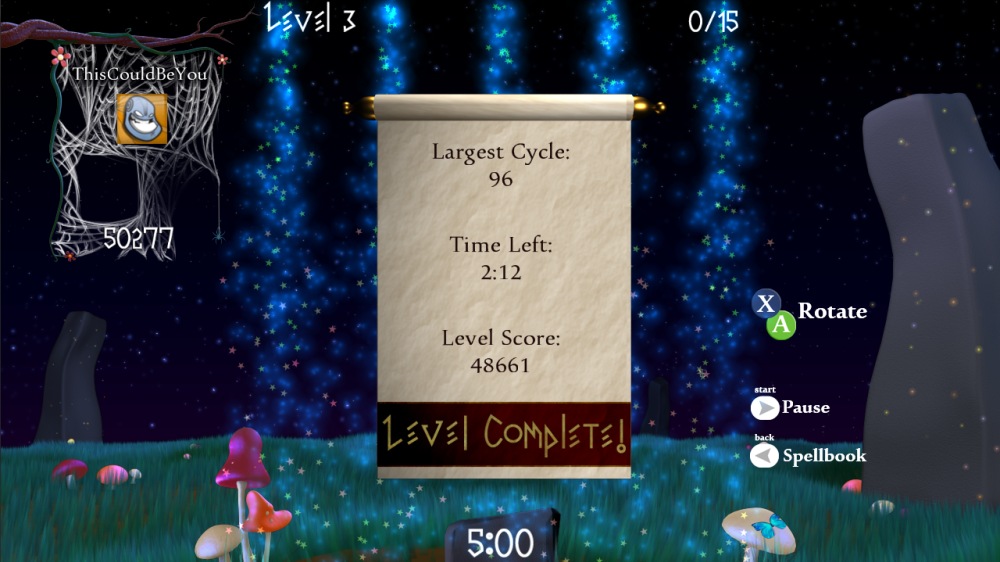 Level 3
0/15
ThisCouldBeYou
50277
Largest Cycle:
96
Time Left:
2:12
Level Score:
48661
Level Complete!
X
A
Rotate
start
Pause
back
Spellbook
5:00